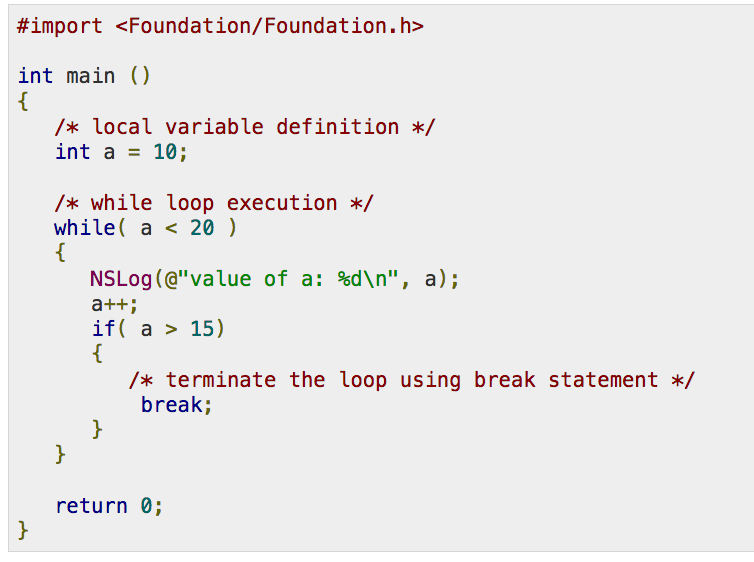 #import <Foundation/Foundation.h>

int main ()
{
   /* local variable definition */
   int a = 10;

   /* while loop execution */
   while( a < 20 )
   {
      NSLog(@"value of a: %d\n", a);
      a++;
      if( a > 15)
      {
         /* terminate the loop using break statement */
          break;
      }
   }

   return 0;
}